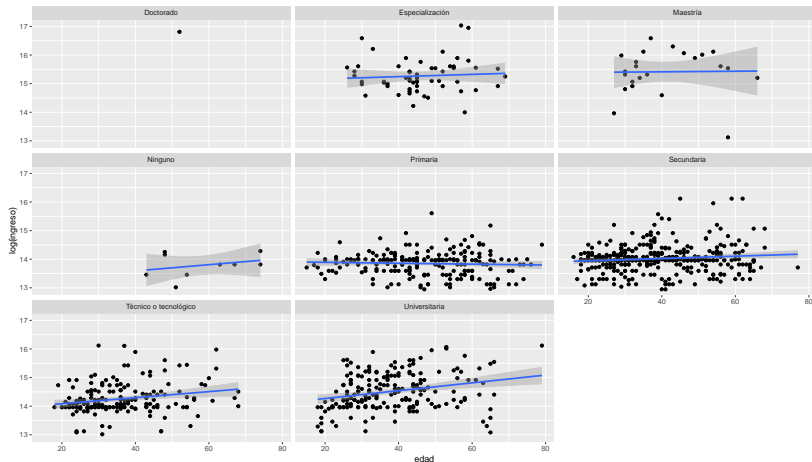 Doctorado
Especialización
Maestría
17
16
15
14
13
Ninguno
Primaria
Secundaria
17
16
15
14
13
log(ingreso)
20
40
60
80
Técnico o tecnológico
Universitaria
17
16
15
14
13
20
40
60
80
20
40
60
80
edad